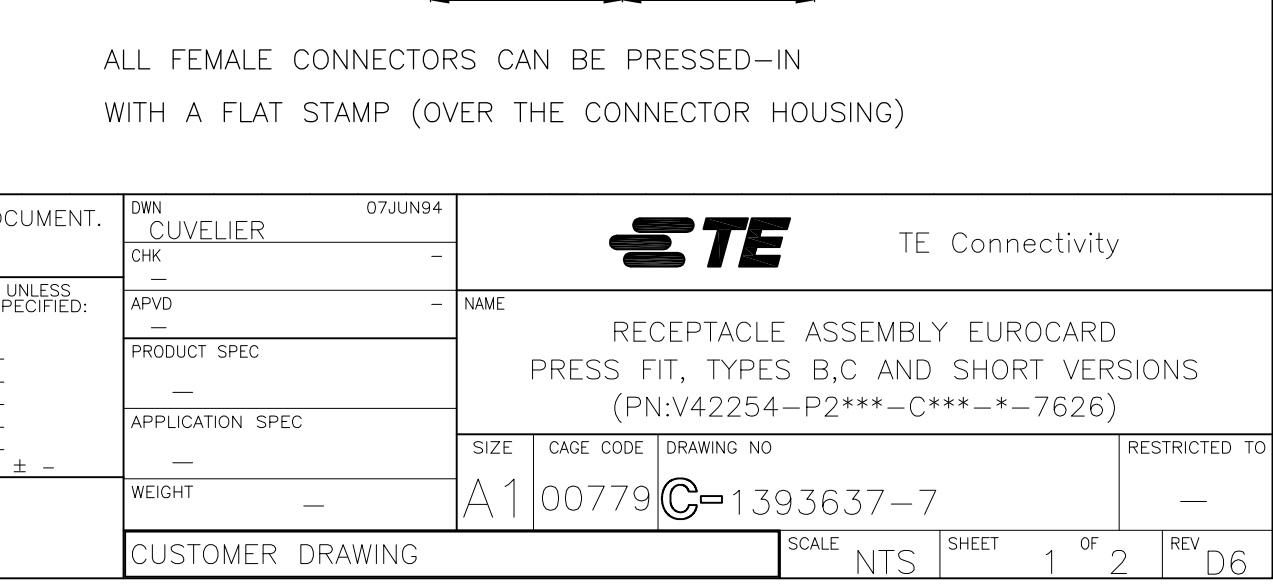 ALL FEMALE CONNECTORS CAN BE PRESSED-IN
WITH A FLAT STAMP (OVER THE CONNECTOR HOUSING)
OCUMENT.
UNLESS
PECIFIED:
± -
DWN 07JUN94
CUVELIER
CHK -
-
APVD -
-
PRODUCT SPEC
-
APPLICATION SPEC
-
WEIGHT -
CUSTOMER DRAWING
TE TE Connectivity
NAME
RECEPTACLE ASSEMBLY EUROCARD
PRESS FIT, TYPES B,C AND SHORT VERSIONS
(PN:V42254-P2***-C***-*-7626)
SIZE CAGE CODE DRAWING NO RESTRICTED TO
A1 00779 C-1393637-7 -
SCALE NTS SHEET 1 OF 2 REV D6